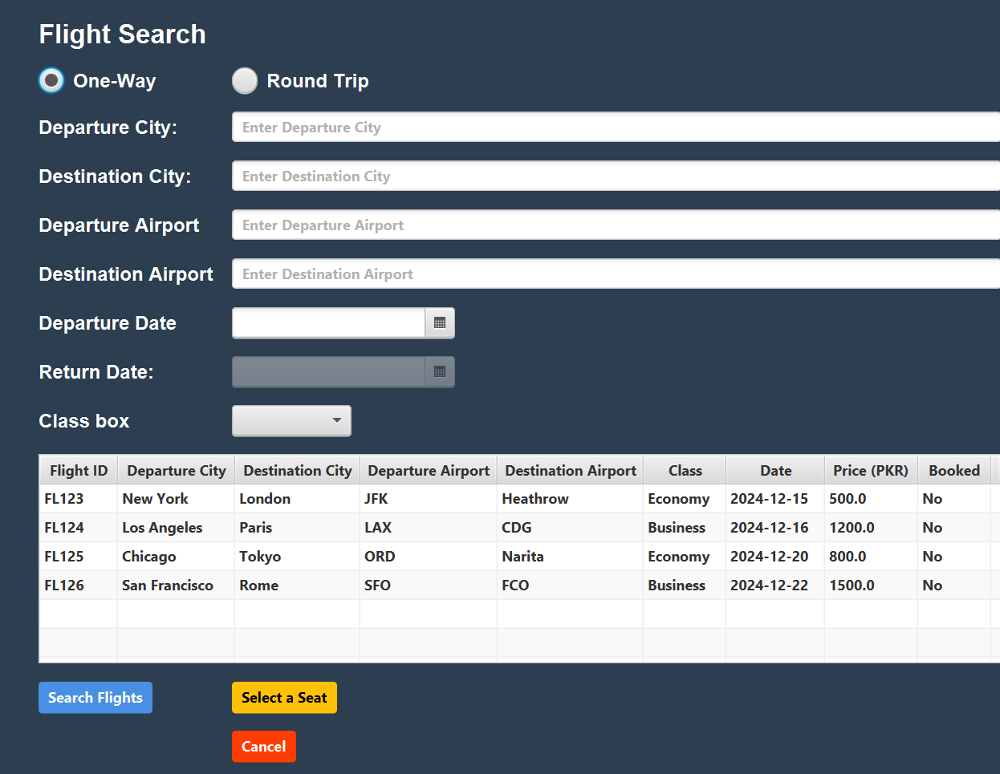 Flight Search
One-Way Round Trip
Departure City: Enter Departure City
Destination City: Enter Destination City
Departure Airport Enter Departure Airport
Destination Airport Enter Destination Airport
Departure Date
Return Date:
Class box
Flight ID Departure City Destination City Departure Airport Destination Airport Class Date Price (PKR) Booked
FL123 New York London JFK Heathrow Economy 2024-12-15 500.0 No
FL124 Los Angeles Paris LAX CDG Business 2024-12-16 1200.0 No
FL125 Chicago Tokyo ORD Narita Economy 2024-12-20 800.0 No
FL126 San Francisco Rome SFO FCO Business 2024-12-22 1500.0 No
Search Flights Select a Seat
Cancel